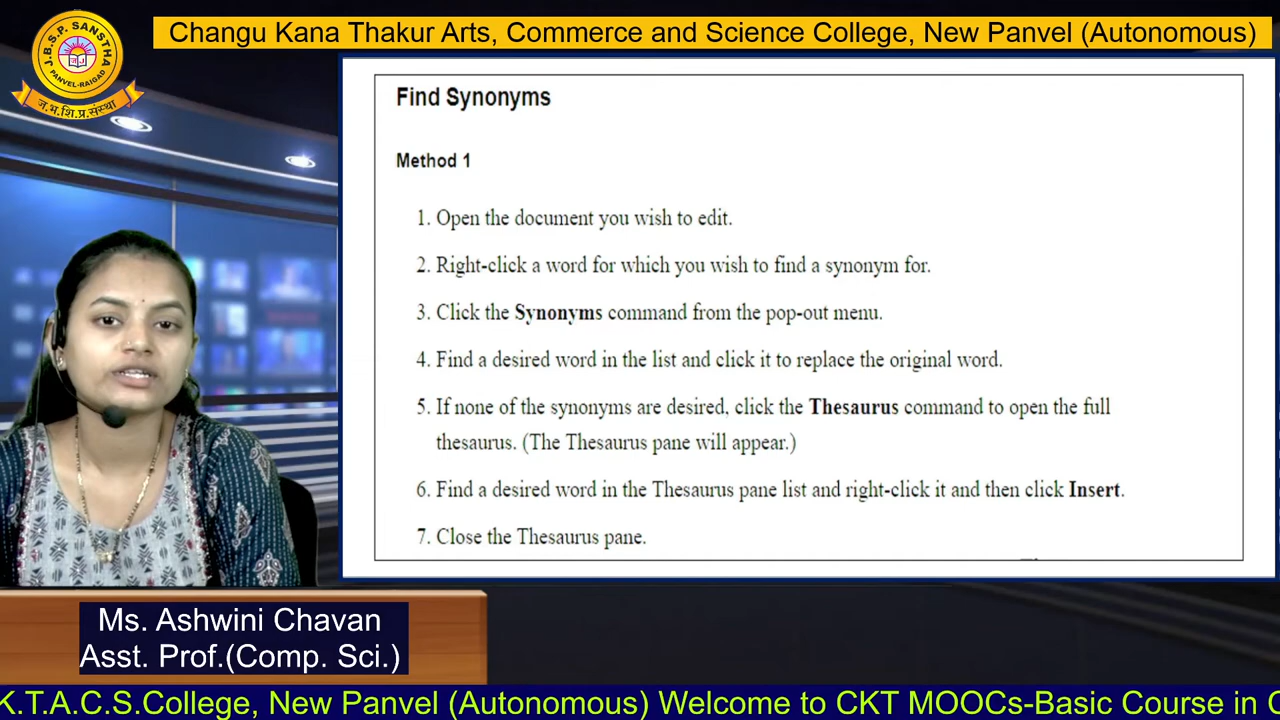 Changu Kana Thakur Arts, Commerce and Science College, New Panvel (Autonomous)
J.B.S.P. SANSTHA
PANVEL-RAIGAD
ज.भ.शि.प्र.संस्था
Find Synonyms
Method 1
1. Open the document you wish to edit.
2. Right-click a word for which you wish to find a synonym for.
3. Click the Synonyms command from the pop-out menu.
4. Find a desired word in the list and click it to replace the original word.
5. If none of the synonyms are desired, click the Thesaurus command to open the full
thesaurus. (The Thesaurus pane will appear.)
6. Find a desired word in the Thesaurus pane list and right-click it and then click Insert.
7. Close the Thesaurus pane.
Ms. Ashwini Chavan
Asst. Prof.(Comp. Sci.)
K.T.A.C.S.College, New Panvel (Autonomous) Welcome to CKT MOOCs-Basic Course in C